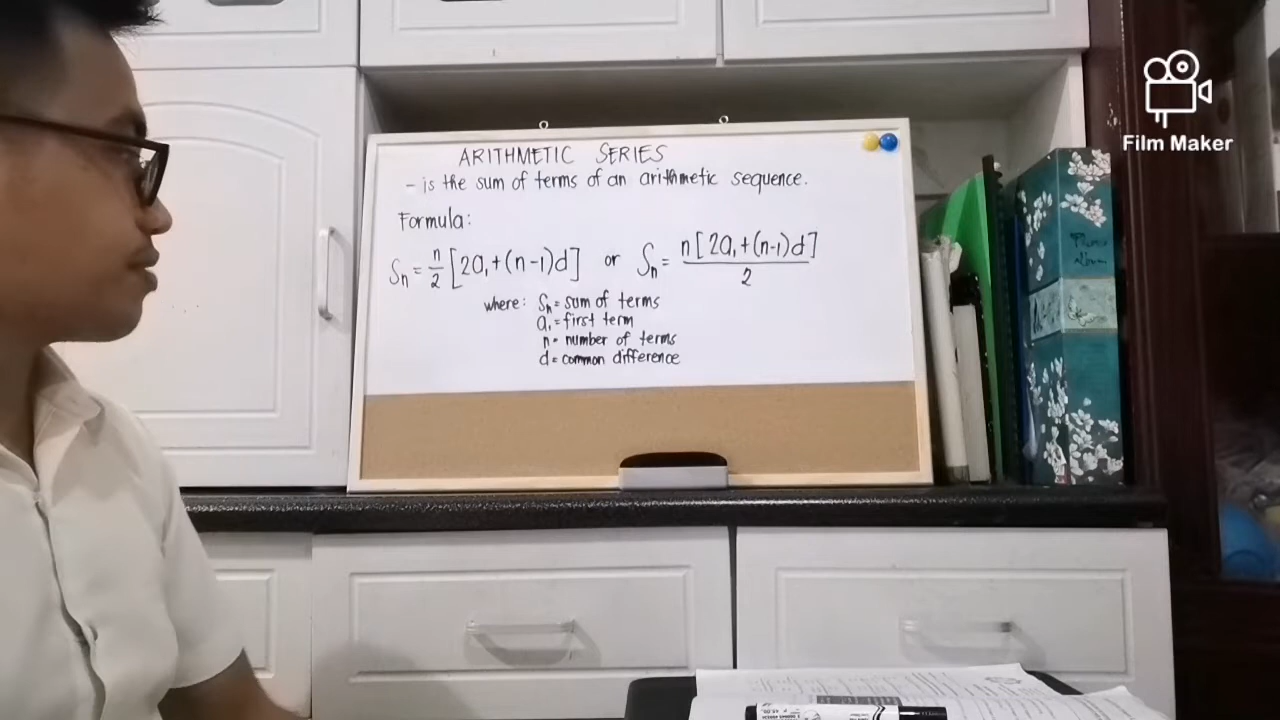 Film Maker
ARITHMETIC SERIES
- is the sum of terms of an arithmetic sequence.
Formula:
Sn = n/2 [2a₁ + (n-1)d] or Sn = n[2a₁ + (n-1)d]/2
where: Sn = sum of terms
a₁ = first term
n = number of terms
d = common difference